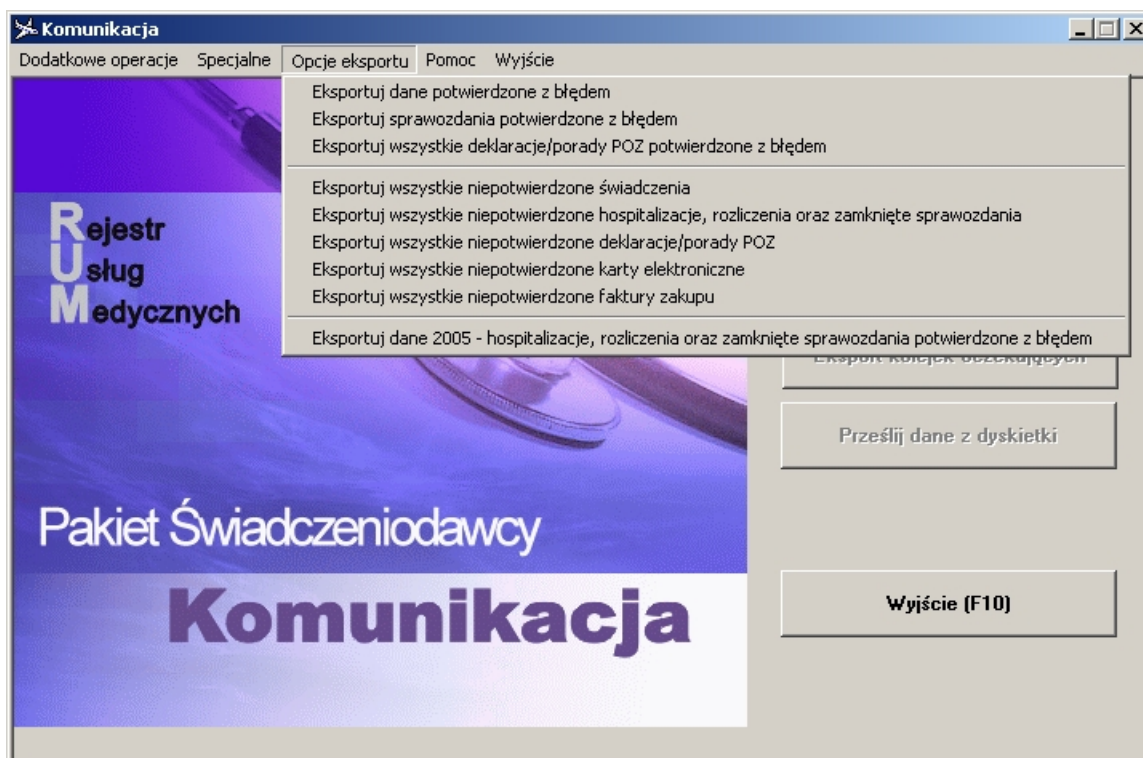 Komunikacja
Dodatkowe operacje Specjalne Opcje eksportu Pomoc Wyjście
Eksportuj dane potwierdzone z błędem
Eksportuj sprawozdania potwierdzone z błędem
Eksportuj wszystkie deklaracje/porady POZ potwierdzone z błędem
Eksportuj wszystkie niepotwierdzone świadczenia
Eksportuj wszystkie niepotwierdzone hospitalizacje, rozliczenia oraz zamknięte sprawozdania
Eksportuj wszystkie niepotwierdzone deklaracje/porady POZ
Eksportuj wszystkie niepotwierdzone karty elektroniczne
Eksportuj wszystkie niepotwierdzone faktury zakupu
Eksportuj dane 2005 - hospitalizacje, rozliczenia oraz zamknięte sprawozdania potwierdzone z błędem
Rejestr
Usług
Medycznych
Eksport kolejek oczekujących
Prześlij dane z dyskietki
Pakiet Świadczeniodawcy
Komunikacja
Wyjście (F10)